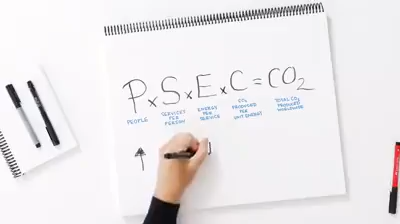 P x S x E x C = CO2
PEOPLE
SERVICES
PER
PERSON
ENERGY
PER
SERVICE
CO2
PRODUCED
PER
UNIT ENERGY
TOTAL CO2
PRODUCED
WORLDWIDE